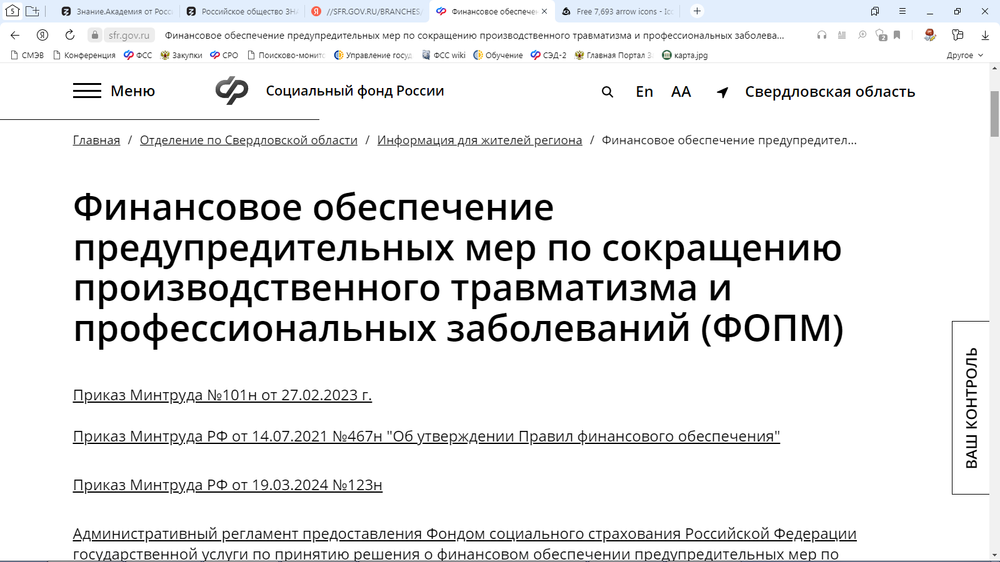 5
Знание.Академия от Росс
Российское общество ЗНА
//SFR.GOV.RU/BRANCHES/
Финансовое обеспечен
Free 7,693 arrow icons - Ico
sfr.gov.ru
Финансовое обеспечение предупредительных мер по сокращению производственного травматизма и профессиональных заболева...
2
СМЭВ
Конференция
ФСС
Закупки
СРО
Поисково-монитс
Управление госуд
ФСС wiki
Обучение
СЭД-2
Главная Портал За
карта.jpg
Другое
Меню
Социальный фонд России
En
АА
Свердловская область
Главная / Отделение по Свердловской области / Информация для жителей региона / Финансовое обеспечение предупредител...
Финансовое обеспечение
предупредительных мер по сокращению
производственного травматизма и
профессиональных заболеваний (ФОПМ)
Приказ Минтруда №101н от 27.02.2023 г.
Приказ Минтруда РФ от 14.07.2021 №467н "Об утверждении Правил финансового обеспечения"
Приказ Минтруда РФ от 19.03.2024 №123н
Административный регламент предоставления Фондом социального страхования Российской Федерации
государственной услуги по принятию решения о финансовом обеспечении предупредительных мер по
ВАШ КОНТРОЛЬ